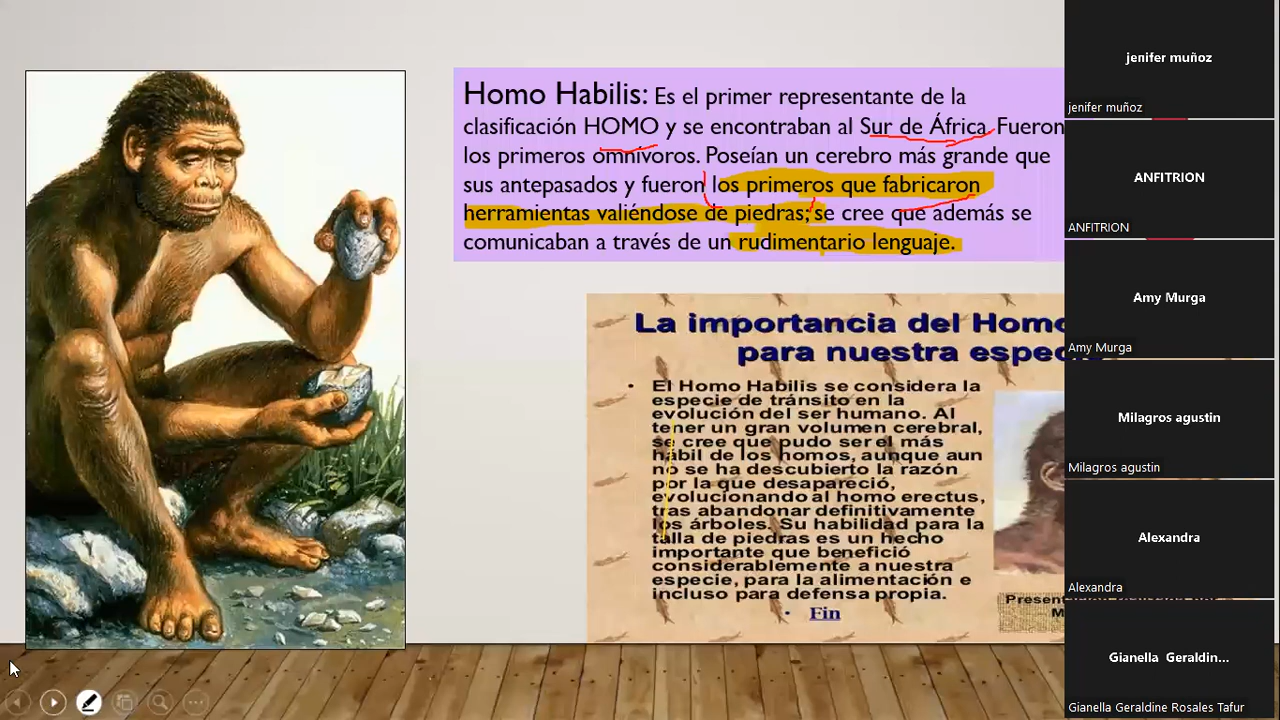 Homo Habilis: Es el primer representante de la
clasificación HOMO y se encontraban al Sur de África. Fueron
los primeros omnívoros. Poseían un cerebro más grande que
sus antepasados y fueron los primeros que fabricaron
herramientas valiéndose de piedras; se cree que además se
comunicaban a través de un rudimentario lenguaje.
La importancia del Homo
para nuestra especie
• El Homo Habilis se considera la
especie de tránsito en la
evolución del ser humano. Al
tener un gran volumen cerebral,
se cree que pudo ser el más
hábil de los homos, aunque aun
no se ha descubierto la razón
por la que desapareció,
evolucionando al homo erectus,
tras abandonar definitivamente
los árboles. Su habilidad para la
talla de piedras es un hecho
importante que benefició
considerablemente a nuestra
especie, para la alimentación e
incluso para defensa propia.
• Fin
jenifer muñoz
jenifer muñoz
ANFITRION
ANFITRION
Amy Murga
Amy Murga
Milagros agustin
Milagros agustin
Alexandra
Alexandra
Gianella Geraldin...
Gianella Geraldine Rosales Tafur